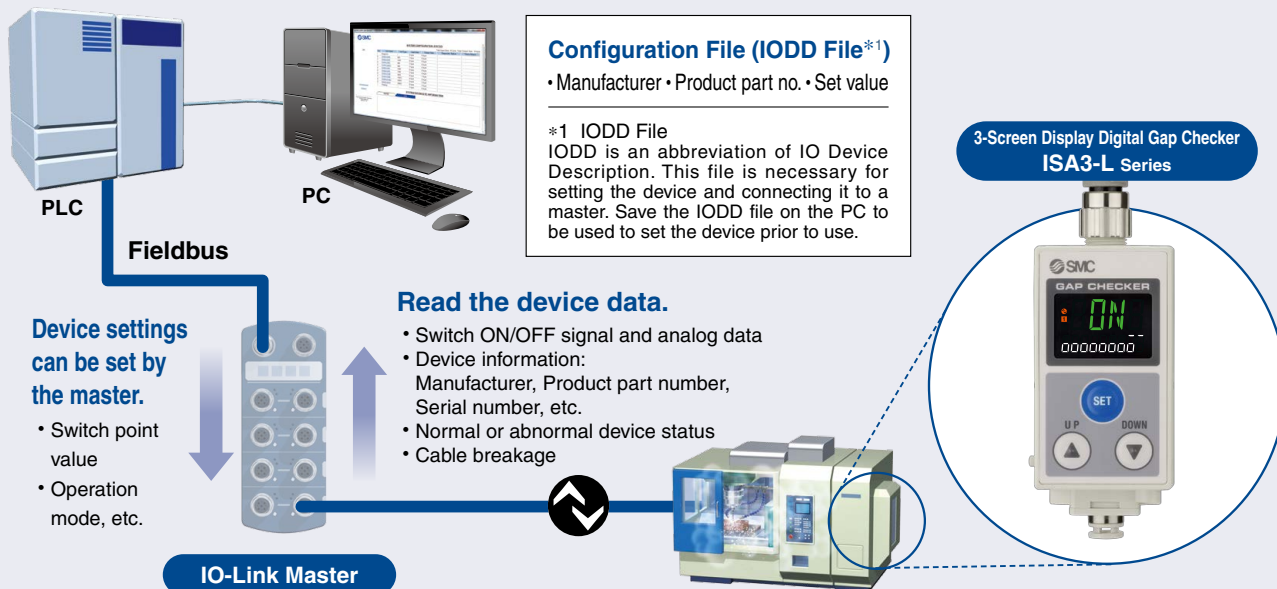 Configuration File (IODD File*1)
• Manufacturer • Product part no. • Set value
*1 IODD File
IODD is an abbreviation of IO Device
Description. This file is necessary for
setting the device and connecting it to a
master. Save the IODD file on the PC to
be used to set the device prior to use.
SMC
PLC
PC
Fieldbus
3-Screen Display Digital Gap Checker
ISA3-L Series
SMC
GAP CHECKER
ON
--
00000000
SET
UP
DOWN
Device settings
can be set by
the master.
• Switch point
value
• Operation
mode, etc.
Read the device data.
• Switch ON/OFF signal and analog data
• Device information:
Manufacturer, Product part number,
Serial number, etc.
• Normal or abnormal device status
• Cable breakage
IO-Link Master